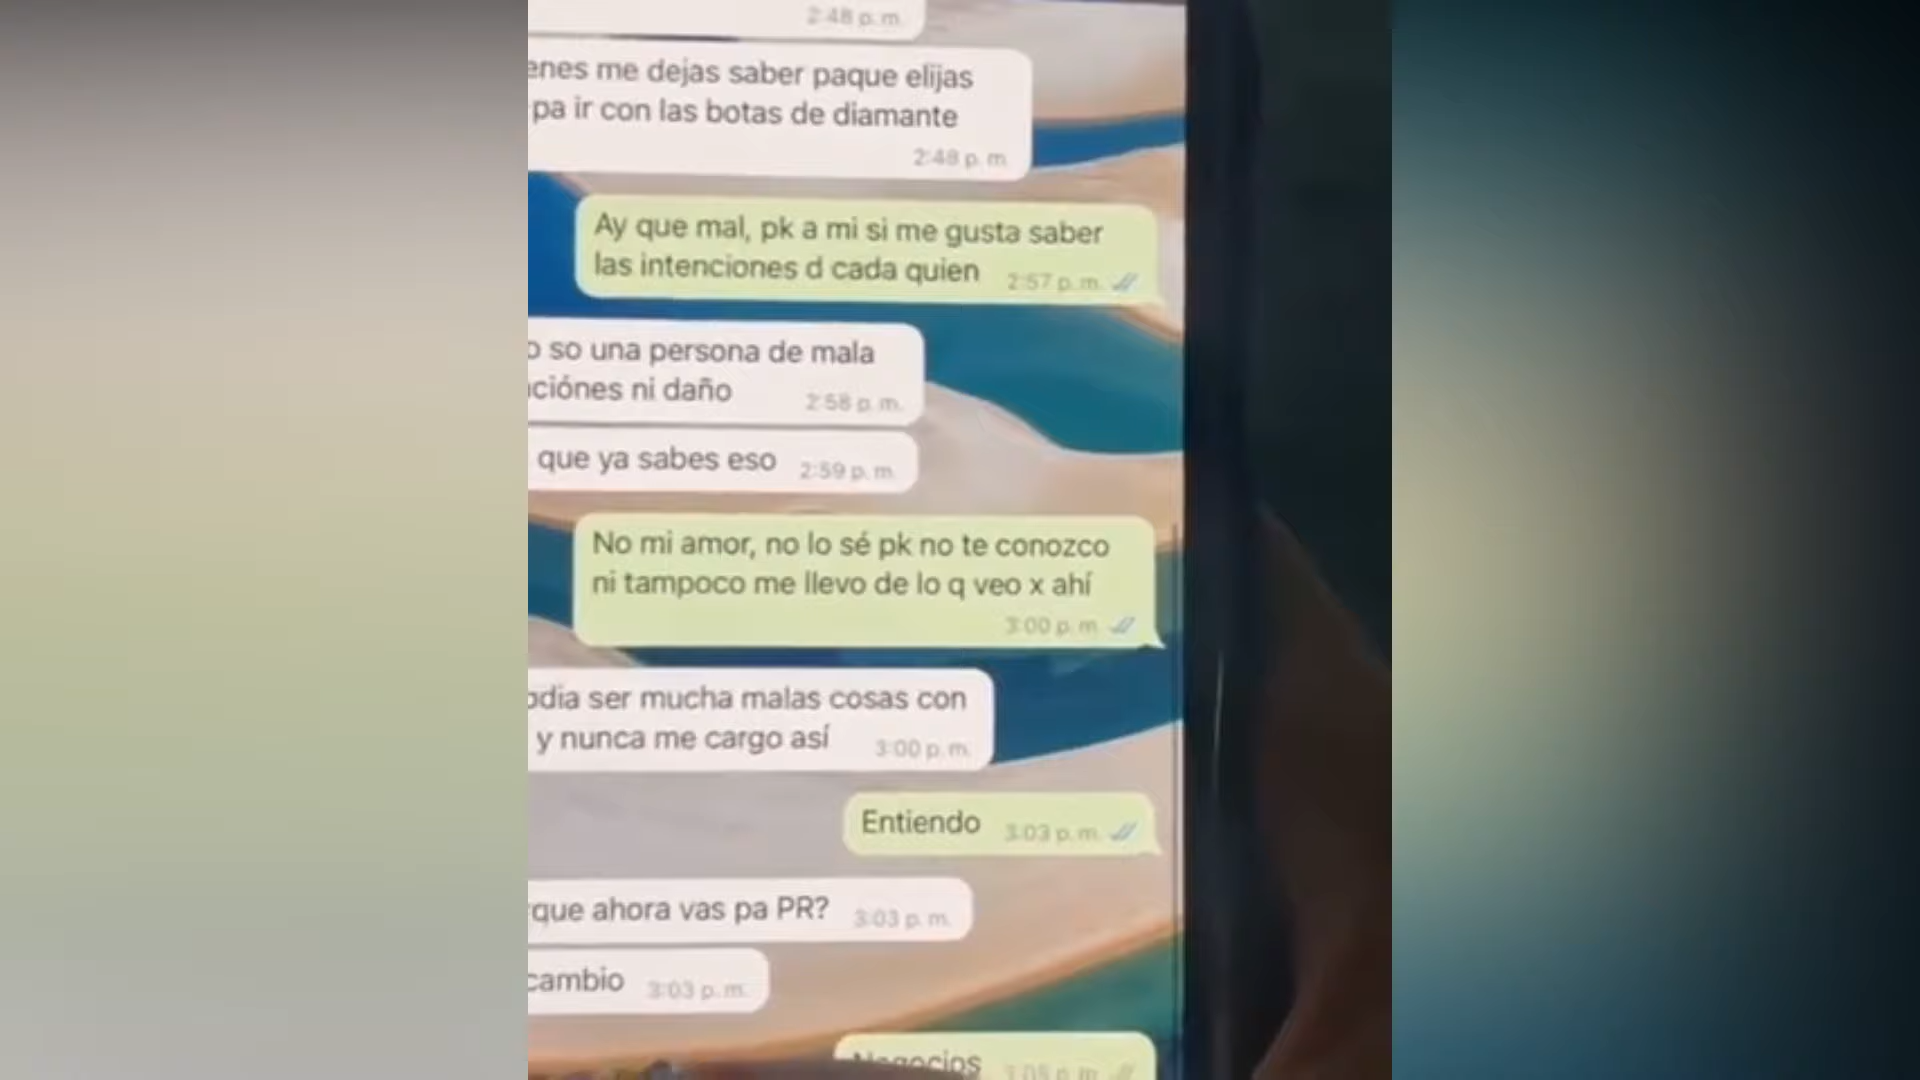 2:48 p.m.
enes me dejas saber paque elijas
pa ir con las botas de diamante
2:48 p. m.
Ay que mal, pk a mi si me gusta saber
las intenciones d cada quien 2:57 p. m.
so una persona de mala
ciónes ni daño 2:58 p. m.
que ya sabes eso 2:59 p. m.
No mi amor, no lo sé pk no te conozco
ni tampoco me llevo de lo q veo x ahí
3:00 p. m.
odia ser mucha malas cosas con
y nunca me cargo así 3:00 p. m.
Entiendo 3:03 p. m.
que ahora vas pa PR? 3:03 p. m.
cambio 3:03 p. m.
Negocios 3:05 p. m.